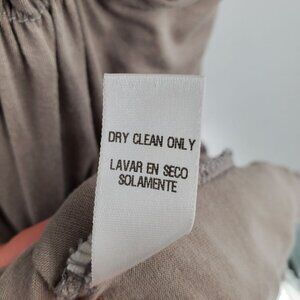 DRY CLEAN ONLY
LAVAR EN SECO
SOLAMENTE